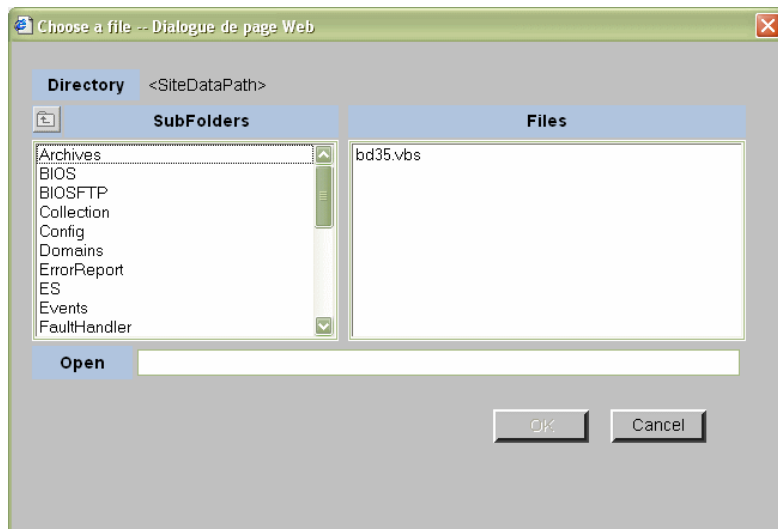 Choose a file -- Dialogue de page Web
Directory <SiteDataPath>
SubFolders
Files
Archives
BIOS
BIOSFTP
Collection
Config
Domains
ErrorReport
ES
Events
FaultHandler
bd35.vbs
Open
OK Cancel